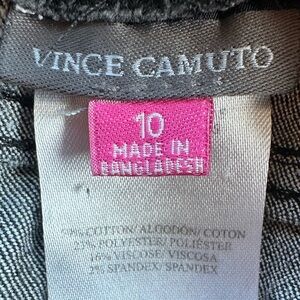 VINCE CAMUTO
10
MADE IN
BANGLADESH
COTTON/ ALGODÓN/ COTON
23% POLYESTER/ POLIÉSTER
16% VISCOSE/ VISCOSA
2% SPANDEX/ SPANDEX